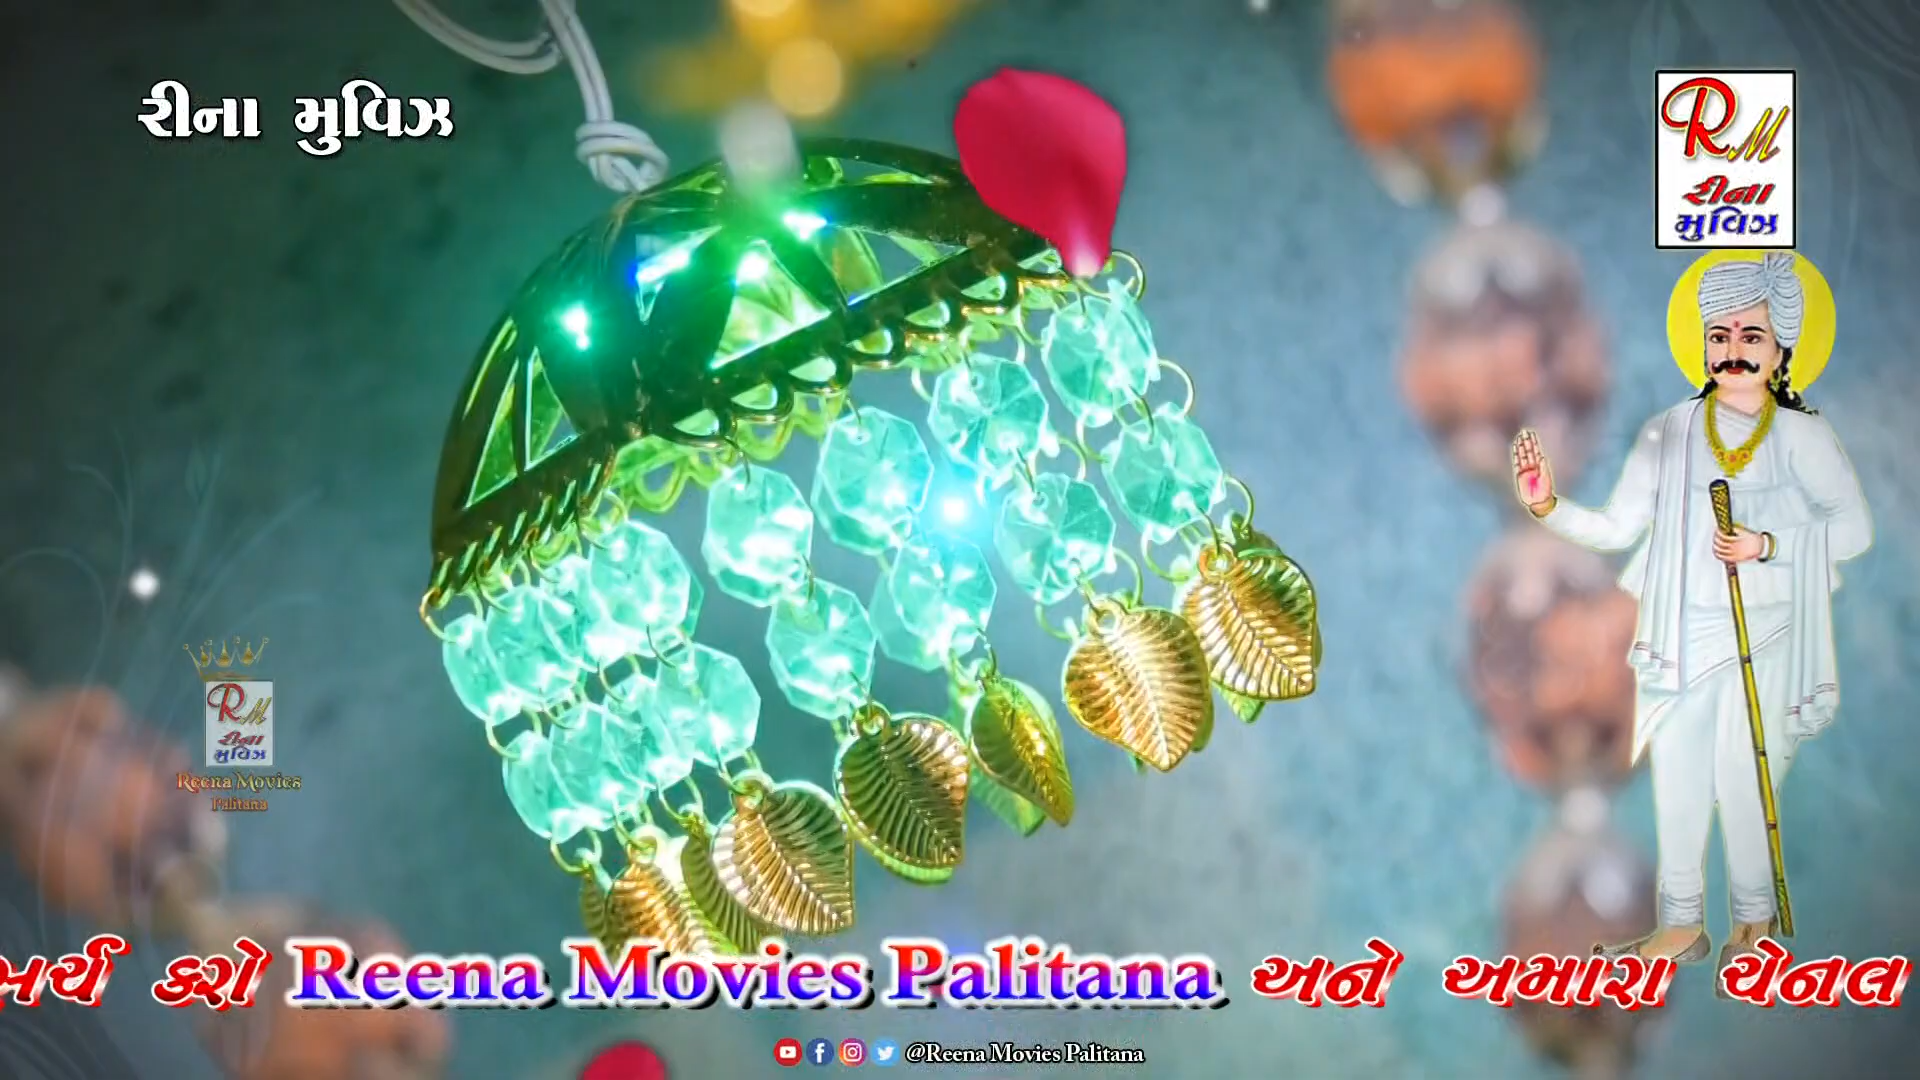 રીના મુવિઝ
RM
રીના
મુવિઝ
RM
રીના
મુવિઝ
Reena Movies
Palitana
કરો Reena Movies Palitana અને અમારા ચેનલ
@Reena Movies Palitana